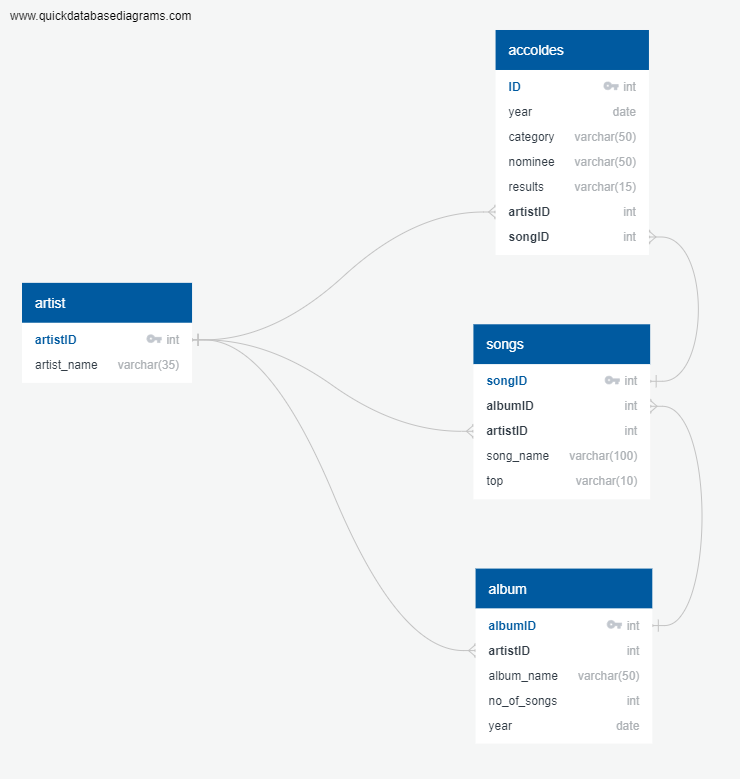 www.quickdatabasediagrams.com
accoldes
ID int
year date
category varchar(50)
nominee varchar(50)
results varchar(15)
artistID int
songID int
artist
artistID int
artist_name varchar(35)
songs
songID int
albumID int
artistID int
song_name varchar(100)
top varchar(10)
album
albumID int
artistID int
album_name varchar(50)
no_of_songs int
year date